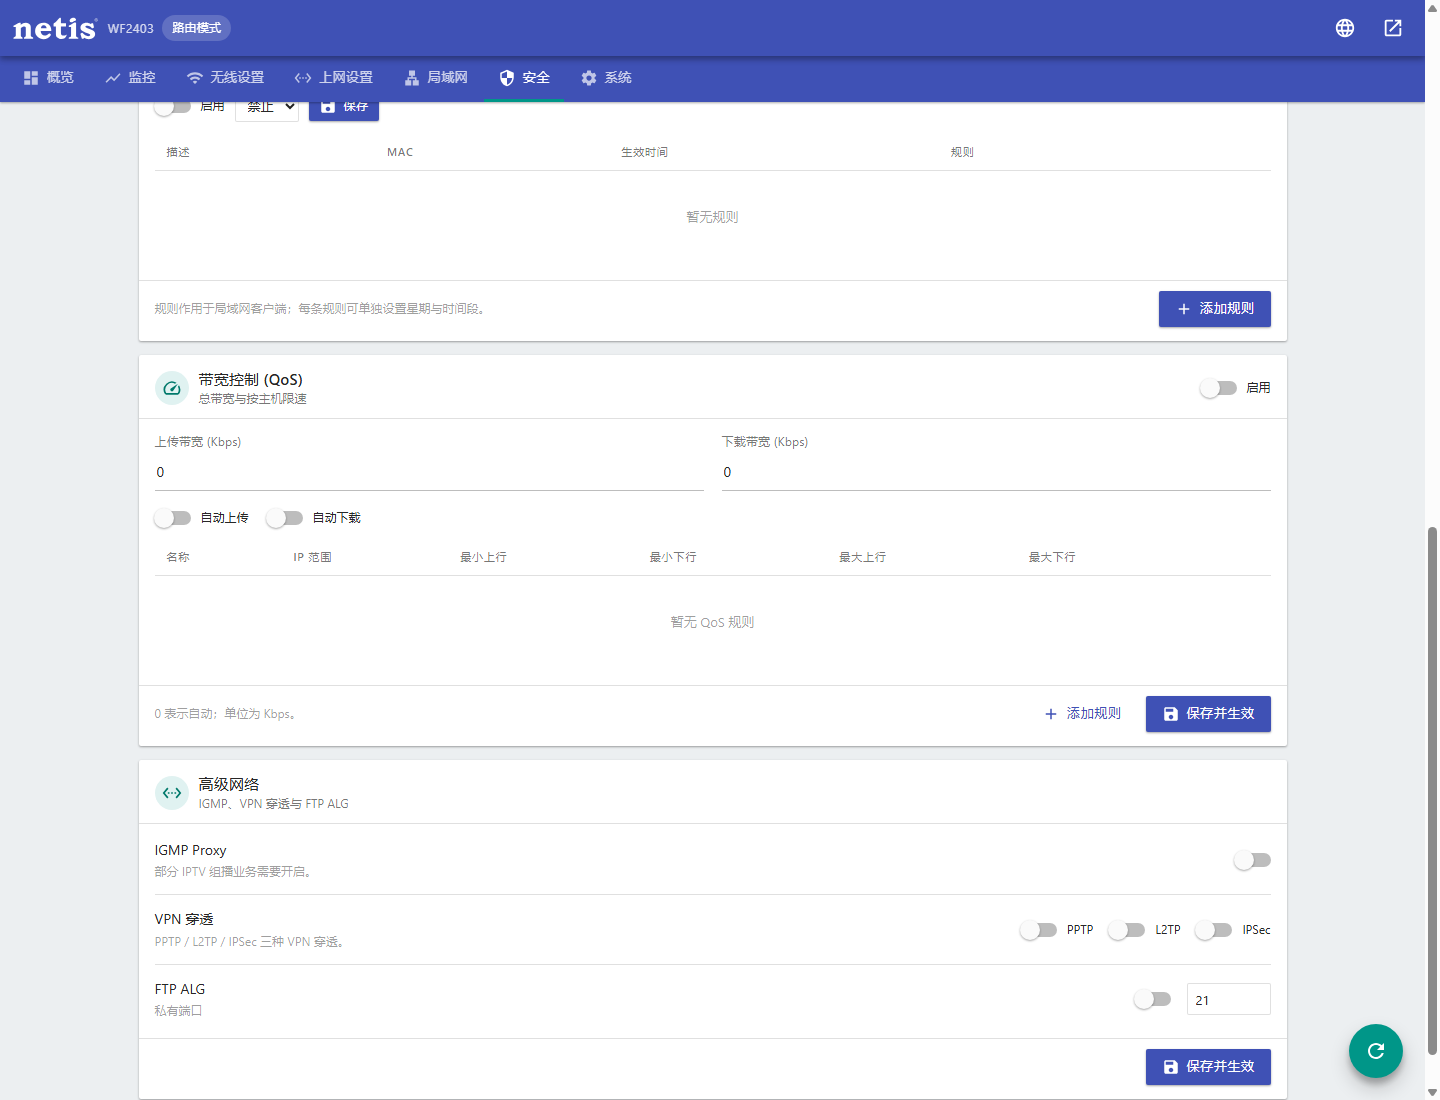 netis WF2403 路由模式
概览 监控 无线设置 上网设置 局域网 安全 系统
启用 禁止 保存
描述 MAC 生效时间 规则
暂无规则
规则作用于局域网客户端；每条规则可单独设置星期与时间段。 添加规则
带宽控制 (QoS)
总带宽与按主机限速
启用
上传带宽 (Kbps) 下载带宽 (Kbps)
0 0
自动上传 自动下载
名称 IP 范围 最小上行 最小下行 最大上行 最大下行
暂无 QoS 规则
0 表示自动；单位为 Kbps。 添加规则 保存并生效
高级网络
IGMP、VPN 穿透与 FTP ALG
IGMP Proxy
部分 IPTV 组播业务需要开启。
VPN 穿透
PPTP / L2TP / IPSec 三种 VPN 穿透。
PPTP L2TP IPSec
FTP ALG
私有端口
21
保存并生效